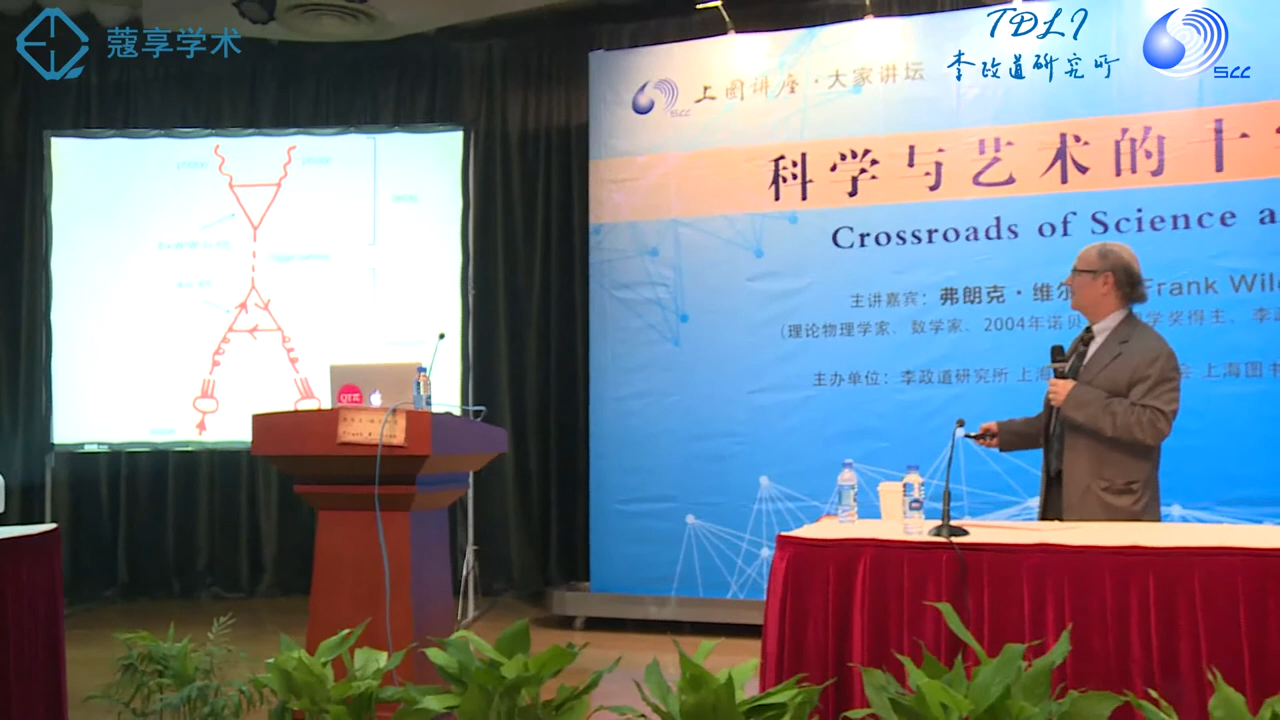 蔻享学术
TDLI
李政道研究所
SCC
SCC
上图讲座·大家讲坛
科学与艺术的十
Crossroads of Science a
主讲嘉宾：弗朗克·维尔 Frank Wil
（理论物理学家、数学家、2004年诺贝 学奖得主、李
主办单位：李政道研究所 上海 会 上海图书